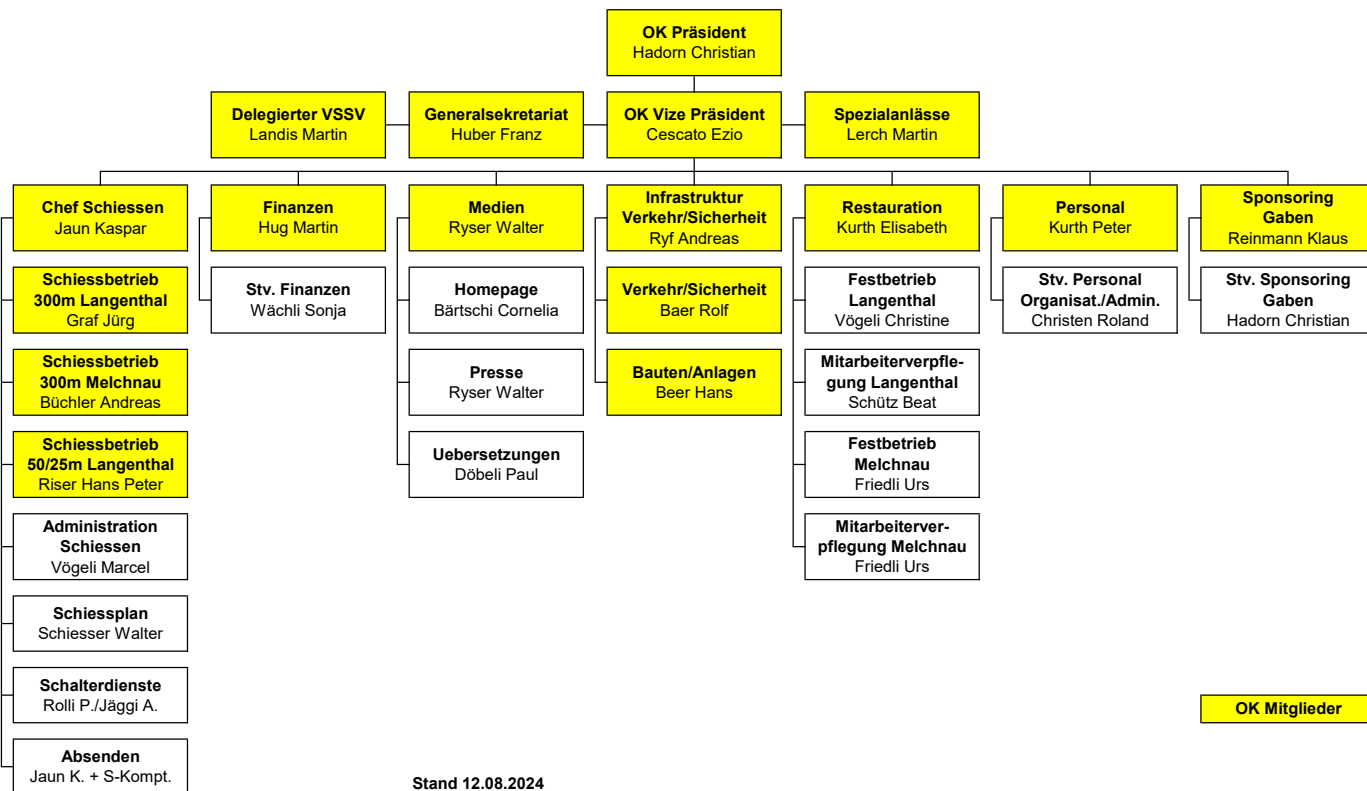 OK Präsident
Hadorn Christian
Delegierter VSSV
Landis Martin
Generalsekretariat
Huber Franz
OK Vize Präsident
Cescato Ezio
Spezialanlässe
Lerch Martin
Chef Schiessen
Jaun Kaspar
Finanzen
Hug Martin
Medien
Ryser Walter
Infrastruktur
Verkehr/Sicherheit
Ryf Andreas
Restauration
Kurth Elisabeth
Personal
Kurth Peter
Sponsoring
Gaben
Reinmann Klaus
Schiessbetrieb
300m Langenthal
Graf Jürg
Stv. Finanzen
Wächli Sonja
Homepage
Bärtschi Cornelia
Verkehr/Sicherheit
Baer Rolf
Festbetrieb
Langenthal
Vögeli Christine
Stv. Personal
Organisat./Admin.
Christen Roland
Stv. Sponsoring
Gaben
Hadorn Christian
Schiessbetrieb
300m Melchnau
Büchler Andreas
Presse
Ryser Walter
Bauten/Anlagen
Beer Hans
Mitarbeiterverpfle-
gung Langenthal
Schütz Beat
Schiessbetrieb
50/25m Langenthal
Riser Hans Peter
Uebersetzungen
Döbeli Paul
Festbetrieb
Melchnau
Friedli Urs
Administration
Schiessen
Vögeli Marcel
Mitarbeiterver-
pflegung Melchnau
Friedli Urs
Schiessplan
Schiesser Walter
Schalterdienste
Rolli P./Jäggi A.
OK Mitglieder
Absenden
Jaun K. + S-Kompt.
Stand 12.08.2024